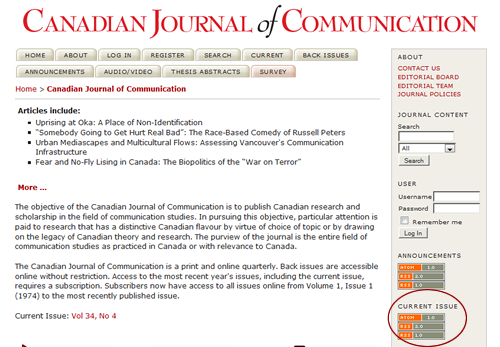 CANADIAN JOURNAL of COMMUNICATION
HOME
ABOUT
LOG IN
REGISTER
SEARCH
CURRENT
BACK ISSUES
ANNOUNCEMENTS
AUDIO/VIDEO
THESIS ABSTRACTS
SURVEY
Home > Canadian Journal of Communication
Articles include:
Uprising at Oka: A Place of Non-Identification
"Somebody Going to Get Hurt Real Bad": The Race-Based Comedy of Russell Peters
Urban Mediascapes and Multicultural Flows: Assessing Vancouver's Communication
Infrastructure
Fear and No-Fly Listing in Canada: The Biopolitics of the "War on Terror"
More ...
The objective of the Canadian Journal of Communication is to publish Canadian research and
scholarship in the field of communication studies. In pursuing this objective, particular attention is
paid to research that has a distinctive Canadian flavour by virtue of choice of topic or by drawing
on the legacy of Canadian theory and research. The purview of the journal is the entire field of
communication studies as practiced in Canada or with relevance to Canada.
The Canadian Journal of Communication is a print and online quarterly. Back issues are accessible
online without restriction. Access to the most recent year's issues, including the current issue,
requires a subscription. Subscribers now have access to all issues online from Volume 1, Issue 1
(1974) to the most recently published issue.
Current Issue: Vol 34, No 4
ABOUT
CONTACT US
EDITORIAL BOARD
EDITORIAL TEAM
JOURNAL POLICIES
JOURNAL CONTENT
Search
All
Search
USER
Username
Password
Remember me
Log In
ANNOUNCEMENTS
ATOM 1.0
RSS 2.0
RSS 1.0
CURRENT ISSUE
ATOM 1.0
RSS 2.0
RSS 1.0